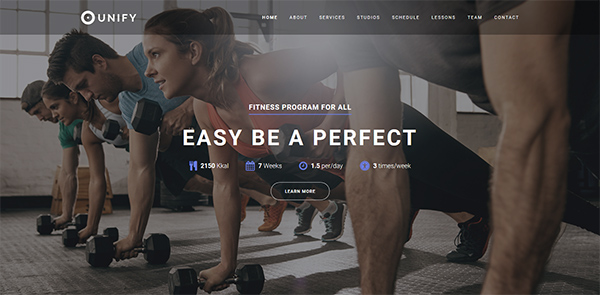 UNIFY
HOME ABOUT SERVICES STUDIOS SCHEDULE LESSONS TEAM CONTACT
FITNESS PROGRAM FOR ALL
EASY BE A PERFECT
2150 Kkal 7 Weeks 1.5 per/day 3 times/week
LEARN MORE